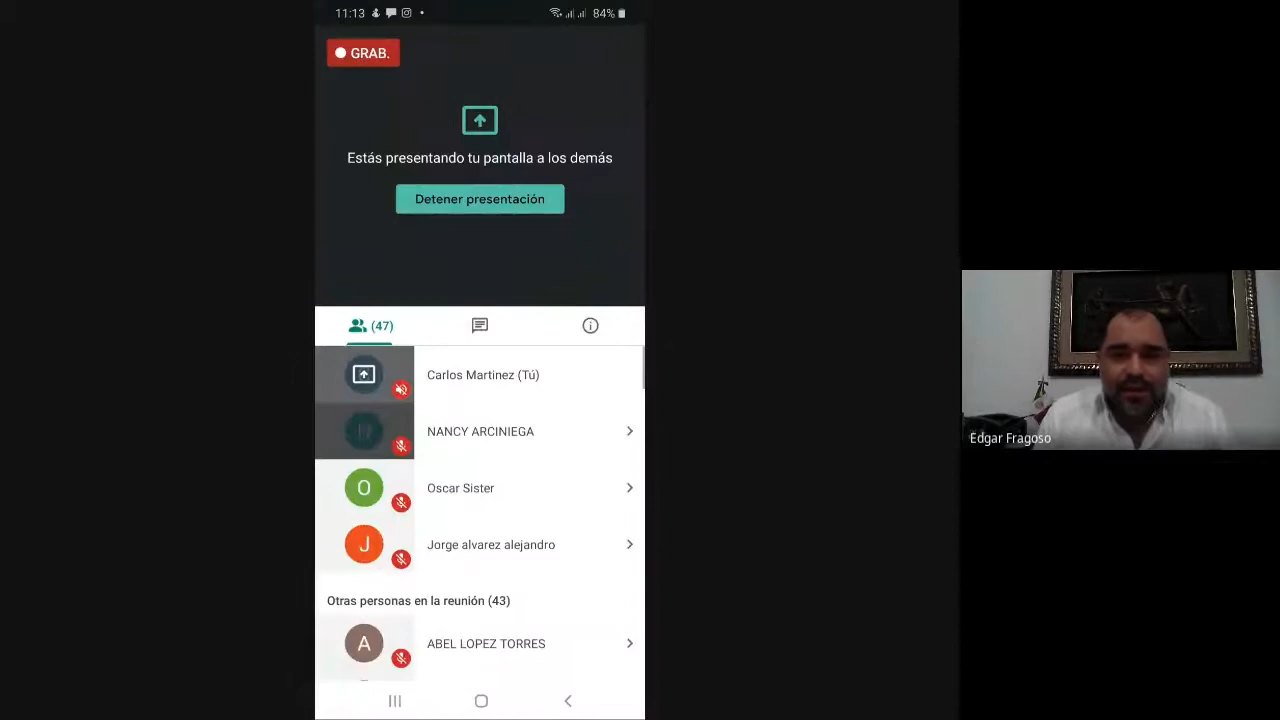 11:13
84%
GRAB.
Estás presentando tu pantalla a los demás
Detener presentación
(47)
Carlos Martinez (Tú)
NANCY ARCINIEGA
O
Oscar Sister
J
Jorge alvarez alejandro
Otras personas en la reunión (43)
A
ABEL LOPEZ TORRES
Edgar Fragoso